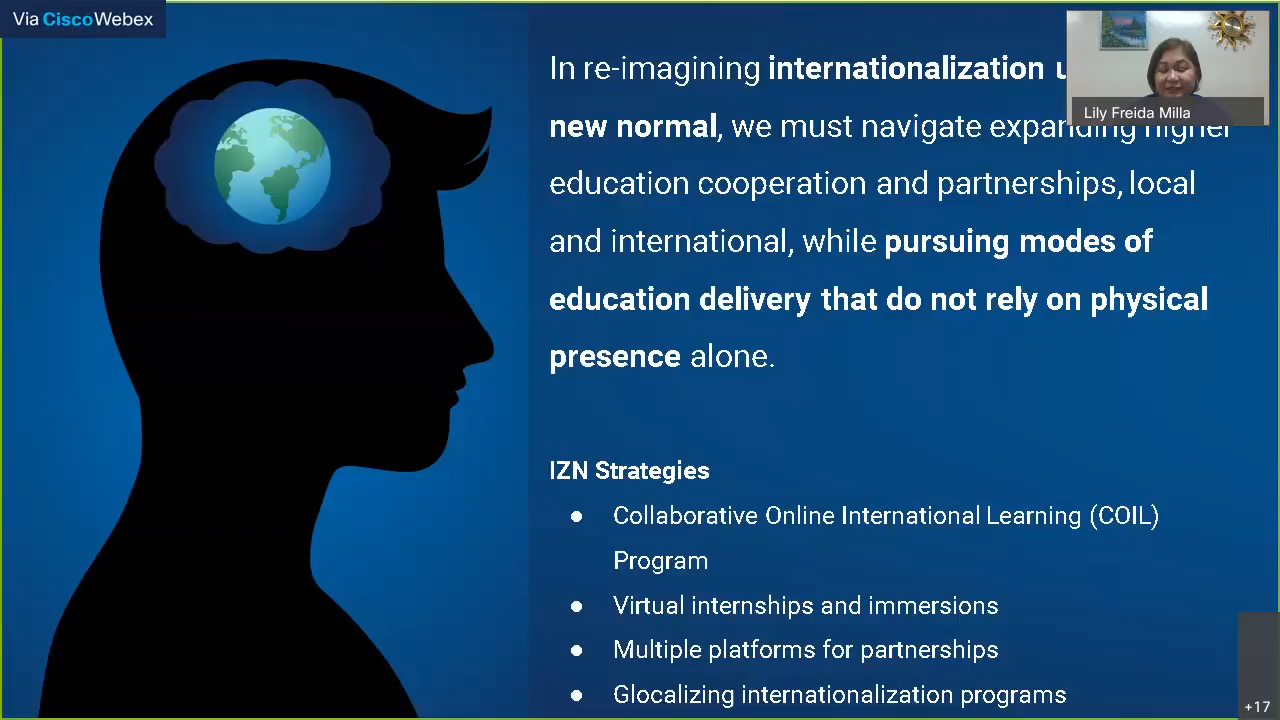 Via CiscoWebex
In re-imagining internationalization
Lily Freida Milla
new normal, we must navigate expanding higher
education cooperation and partnerships, local
and international, while pursuing modes of
education delivery that do not rely on physical
presence alone.
IZN Strategies
● Collaborative Online International Learning (COIL)
Program
● Virtual internships and immersions
● Multiple platforms for partnerships
● Glocalizing internationalization programs
+17